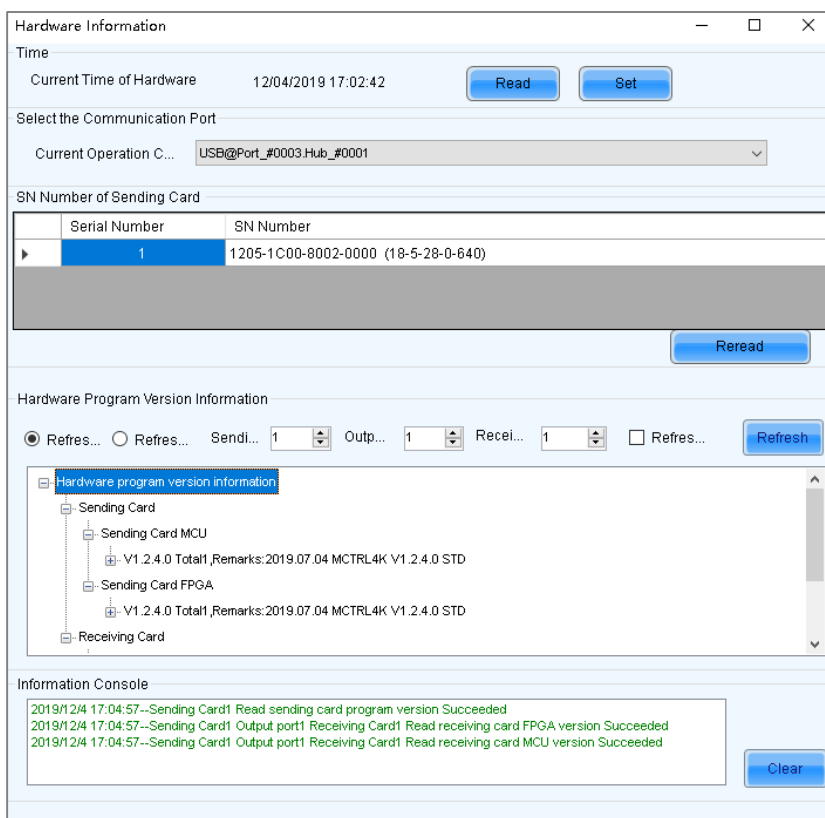 Hardware Information
Time
Current Time of Hardware 12/04/2019 17:02:42 Read Set
Select the Communication Port
Current Operation C... USB@Port_#0003.Hub_#0001
SN Number of Sending Card
Serial Number SN Number
1 1205-1C00-8002-0000 (18-5-28-0-640)
Reread
Hardware Program Version Information
Refres... Refres... Sendi... 1 Outp... 1 Recei... 1 Refres... Refresh
Hardware program version information
Sending Card
Sending Card MCU
V1.2.4.0 Total1,Remarks:2019.07.04 MCTRL4K V1.2.4.0 STD
Sending Card FPGA
V1.2.4.0 Total1,Remarks:2019.07.04 MCTRL4K V1.2.4.0 STD
Receiving Card
Information Console
2019/12/4 17:04:57--Sending Card1 Read sending card program version Succeeded
2019/12/4 17:04:57--Sending Card1 Output port1 Receiving Card1 Read receiving card FPGA version Succeeded
2019/12/4 17:04:57--Sending Card1 Output port1 Receiving Card1 Read receiving card MCU version Succeeded
Clear